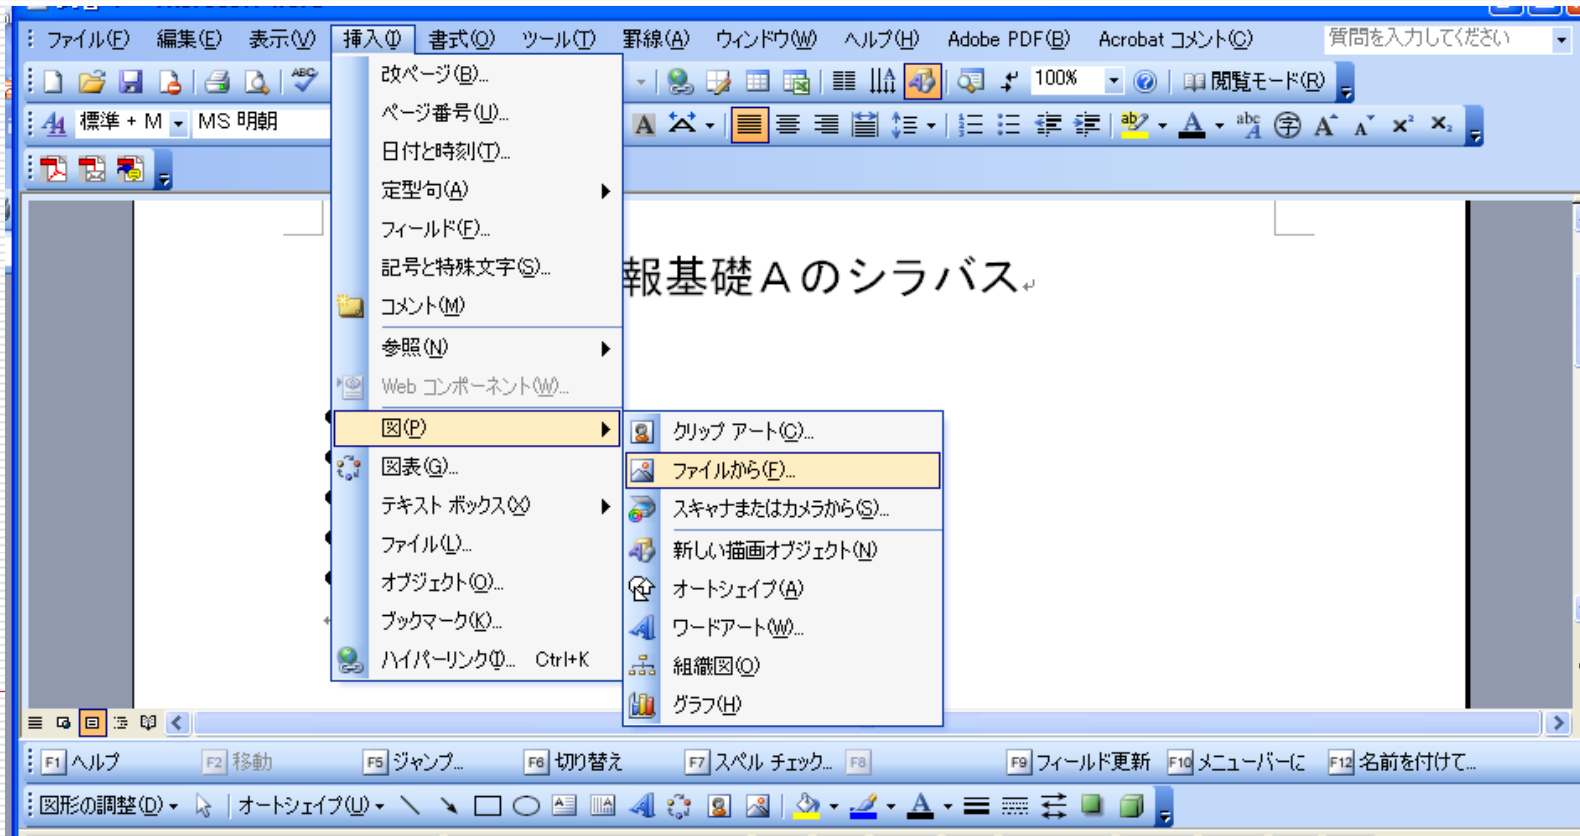 ファイル(F) 編集(E) 表示(V) 挿入(I) 書式(O) ツール(T) 罫線(A) ウィンドウ(W) ヘルプ(H) Adobe PDF(B) Acrobat コメント(C) 質問を入力してください
100% 閲覧モード(R)
標準 + M MS 明朝
改ページ(B)...
ページ番号(U)...
日付と時刻(T)...
定型句(A)
フィールド(F)...
記号と特殊文字(S)...
コメント(M)
参照(N)
Web コンポーネント(W)...
図(P)
図表(G)...
テキスト ボックス(X)
ファイル(L)...
オブジェクト(O)...
ブックマーク(K)...
ハイパーリンク(I)... Ctrl+K
報基礎Aのシラバス
クリップ アート(C)...
ファイルから(F)...
スキャナまたはカメラから(S)...
新しい描画オブジェクト(N)
オートシェイプ(A)
ワードアート(W)...
組織図(O)
グラフ(H)
F1 ヘルプ F2 移動 F5 ジャンプ... F6 切り替え F7 スペル チェック... F8 F9 フィールド更新 F10 メニューバーに F12 名前を付けて...
図形の調整(D) オートシェイプ(U)